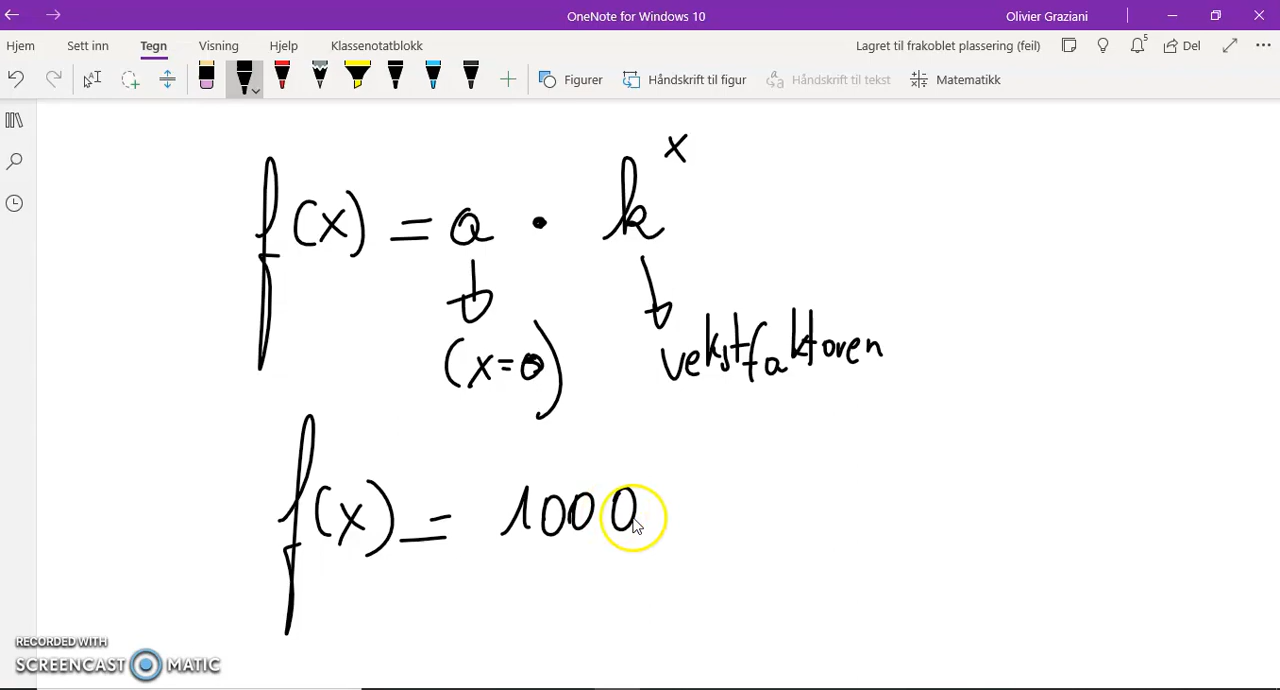 OneNote for Windows 10
Olivier Graziani
Hjem Sett inn Tegn Visning Hjelp Klassenotatblokk
Lagret til frakoblet plassering (feil) 5 Del
Figurer Håndskrift til figur Håndskrift til tekst Matematikk
f(x) = a · k^x
(x=0) vekstfaktoren
f(x) = 1000
RECORDED WITH
SCREENCAST MATIC